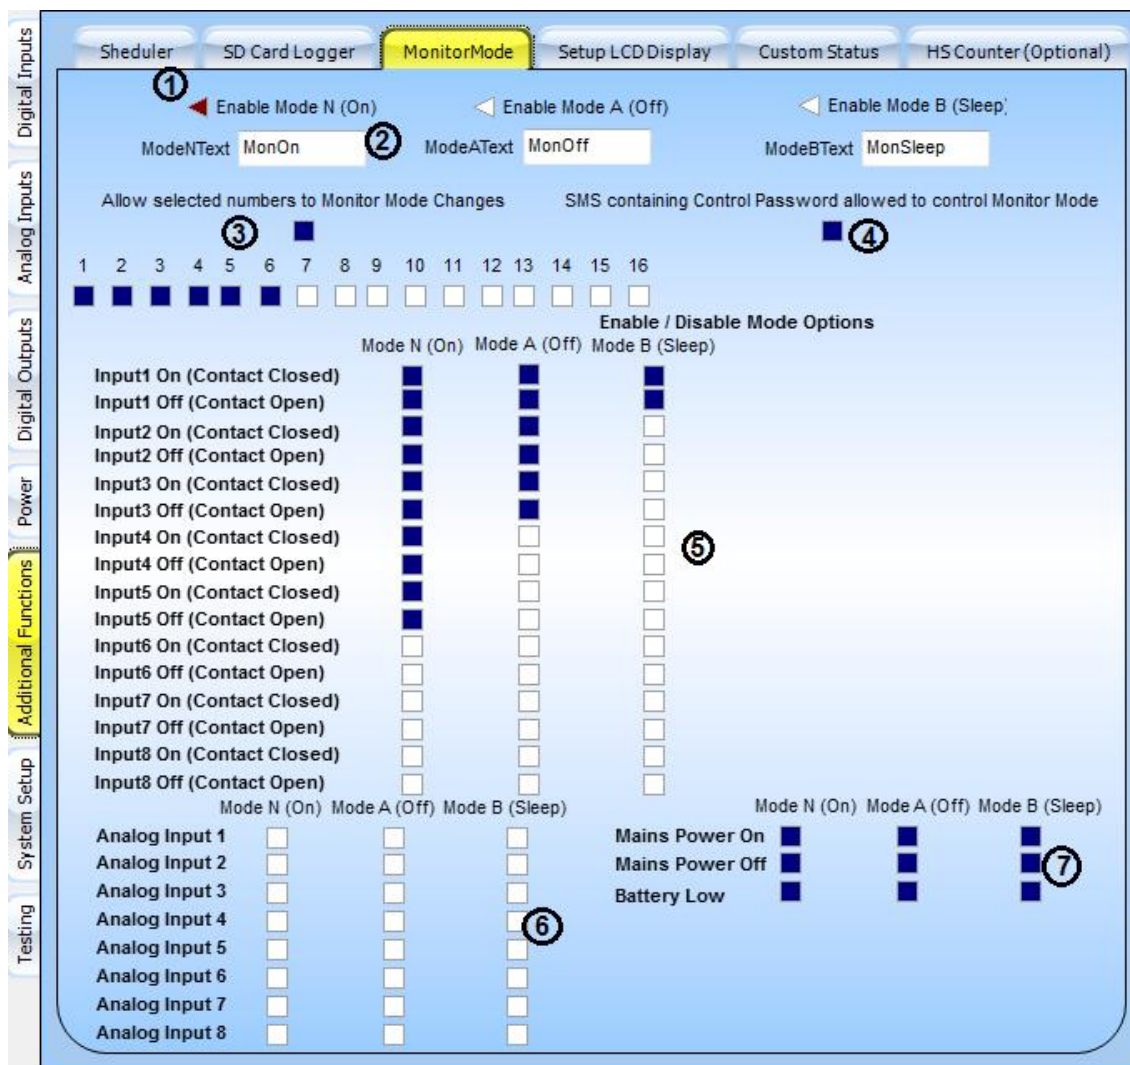 Sheduler SD Card Logger MonitorMode Setup LCD Display Custom Status HS Counter (Optional)
Digital Inputs
Analog Inputs
Digital Outputs
Power
Additional Functions
System Setup
Testing
1
Enable Mode N (On) Enable Mode A (Off) Enable Mode B (Sleep)
2
ModeNText MonOn ModeAText MonOff ModeBText MonSleep
Allow selected numbers to Monitor Mode Changes SMS containing Control Password allowed to control Monitor Mode
3 4
1 2 3 4 5 6 7 8 9 10 11 12 13 14 15 16
Enable / Disable Mode Options
Mode N (On) Mode A (Off) Mode B (Sleep)
Input1 On (Contact Closed)
Input1 Off (Contact Open)
Input2 On (Contact Closed)
Input2 Off (Contact Open)
Input3 On (Contact Closed)
Input3 Off (Contact Open)
Input4 On (Contact Closed)
5
Input4 Off (Contact Open)
Input5 On (Contact Closed)
Input5 Off (Contact Open)
Input6 On (Contact Closed)
Input6 Off (Contact Open)
Input7 On (Contact Closed)
Input7 Off (Contact Open)
Input8 On (Contact Closed)
Input8 Off (Contact Open)
Mode N (On) Mode A (Off) Mode B (Sleep)
Analog Input 1
Analog Input 2
Analog Input 3
Analog Input 4
6
Analog Input 5
Analog Input 6
Analog Input 7
Analog Input 8
Mode N (On) Mode A (Off) Mode B (Sleep)
Mains Power On
Mains Power Off
7
Battery Low